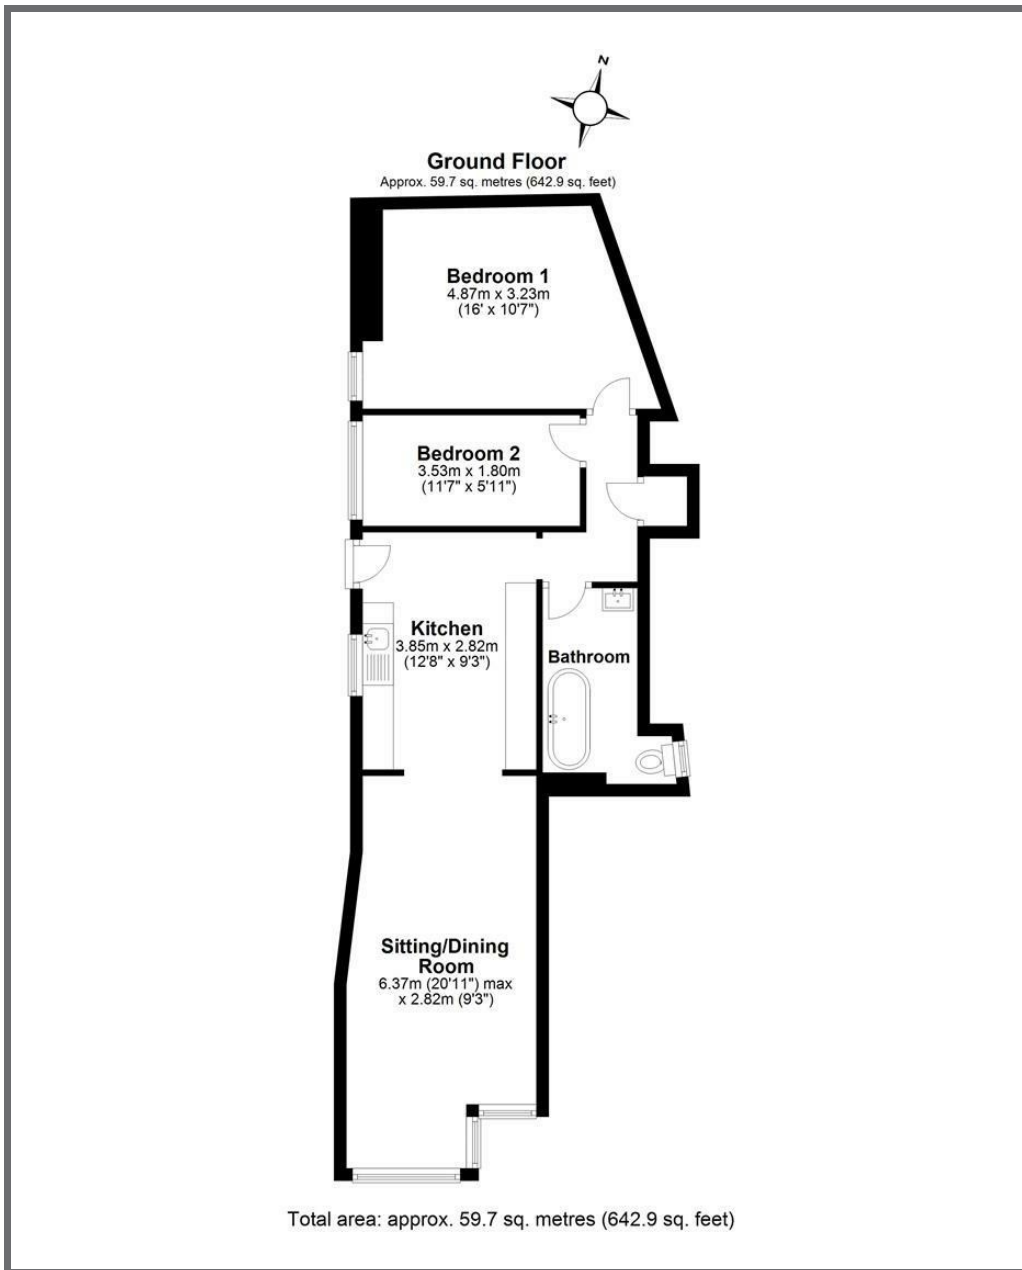 N
Ground Floor
Approx. 59.7 sq. metres (642.9 sq. feet)
Bedroom 1
4.87m x 3.23m
(16' x 10'7")
Bedroom 2
3.53m x 1.80m
(11'7" x 5'11")
Kitchen
3.85m x 2.82m
(12'8" x 9'3")
Bathroom
Sitting/Dining
Room
6.37m (20'11") max
x 2.82m (9'3")
Total area: approx. 59.7 sq. metres (642.9 sq. feet)